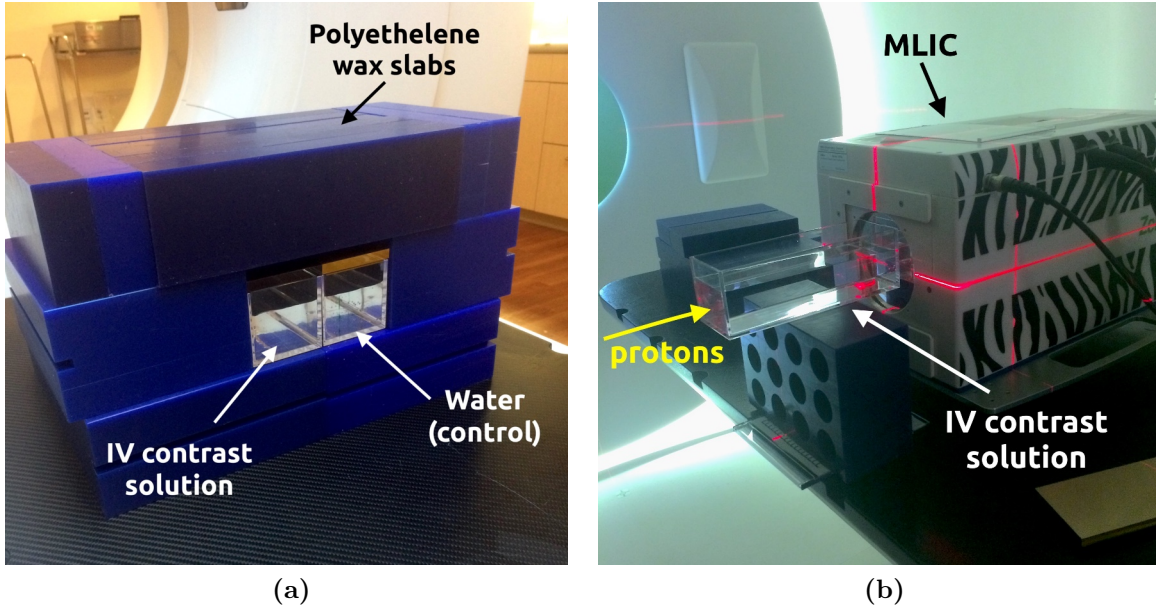 Polyethelene
wax slabs
IV contrast
solution
Water
(control)
(a)
MLIC
protons
IV contrast
solution
(b)